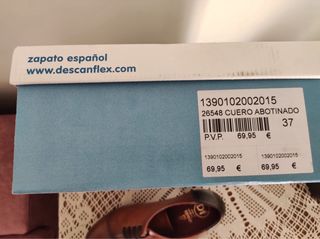 zapato español
www.descanflex.com
1390102002015
26548 CUERO ABOTINADO
37
P.V.P. 69,95 €
1390102002015 1390102002015
69,95 € 69,95 €